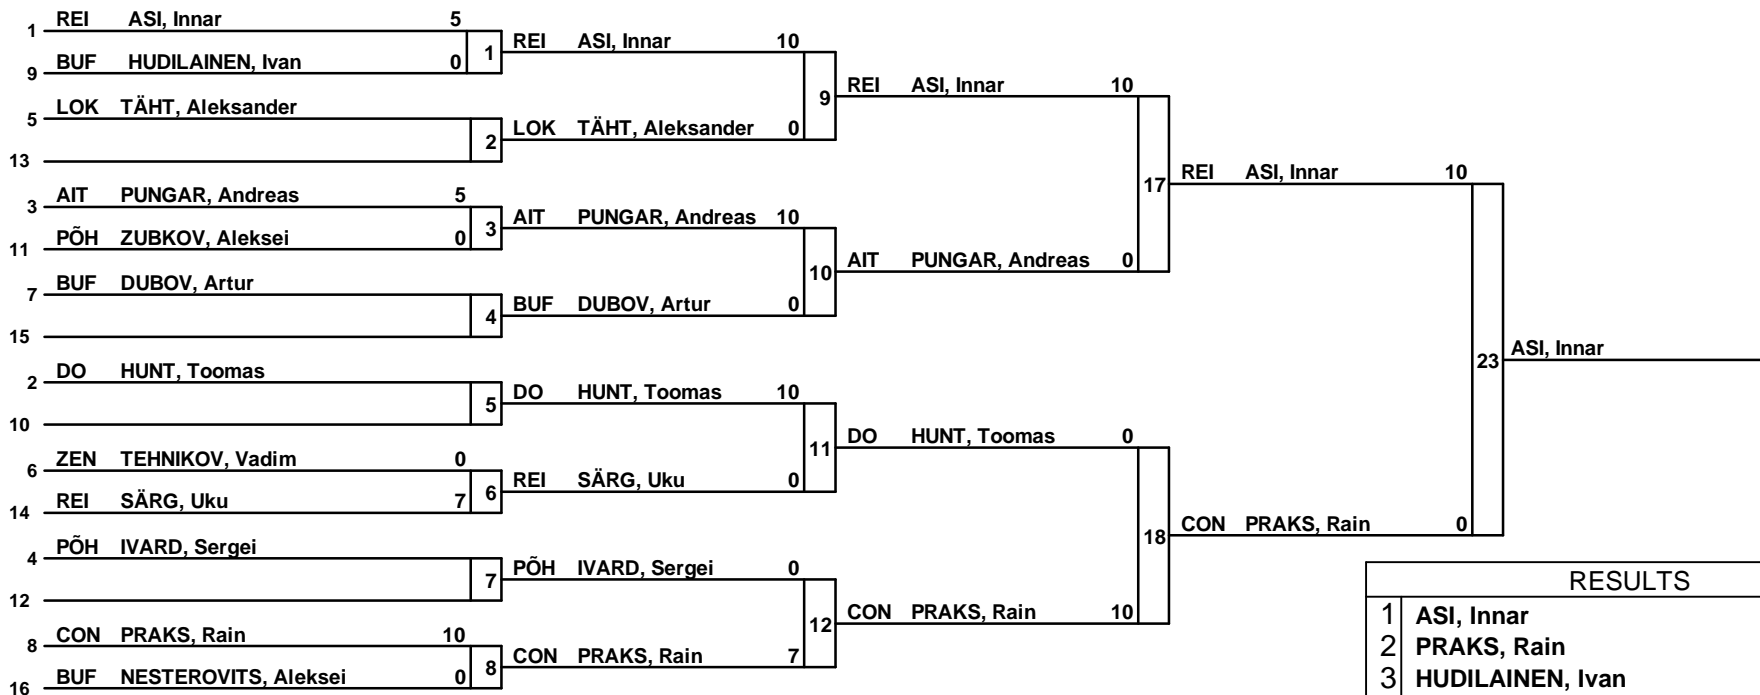 1 REI ASI, Innar 5
9 BUF HUDILAINEN, Ivan 0
1
5 LOK TÄHT, Aleksander
13
2
3 AIT PUNGAR, Andreas 5
11 PÕH ZUBKOV, Aleksei 0
3
7 BUF DUBOV, Artur
15
4
2 DO HUNT, Toomas
10
5
6 ZEN TEHNIKOV, Vadim 0
14 REI SÄRG, Uku 7
6
4 PÕH IVARD, Sergei
12
7
8 CON PRAKS, Rain 10
16 BUF NESTEROVITS, Aleksei 0
8
REI ASI, Innar 10
LOK TÄHT, Aleksander 0
9
AIT PUNGAR, Andreas 10
BUF DUBOV, Artur 0
10
DO HUNT, Toomas 10
REI SÄRG, Uku 0
11
PÕH IVARD, Sergei 0
CON PRAKS, Rain 7
12
REI ASI, Innar 10
AIT PUNGAR, Andreas 0
17
DO HUNT, Toomas 0
CON PRAKS, Rain 10
18
REI ASI, Innar 10
CON PRAKS, Rain 0
23
ASI, Innar
RESULTS
1 ASI, Innar
2 PRAKS, Rain
3 HUDILAINEN, Ivan